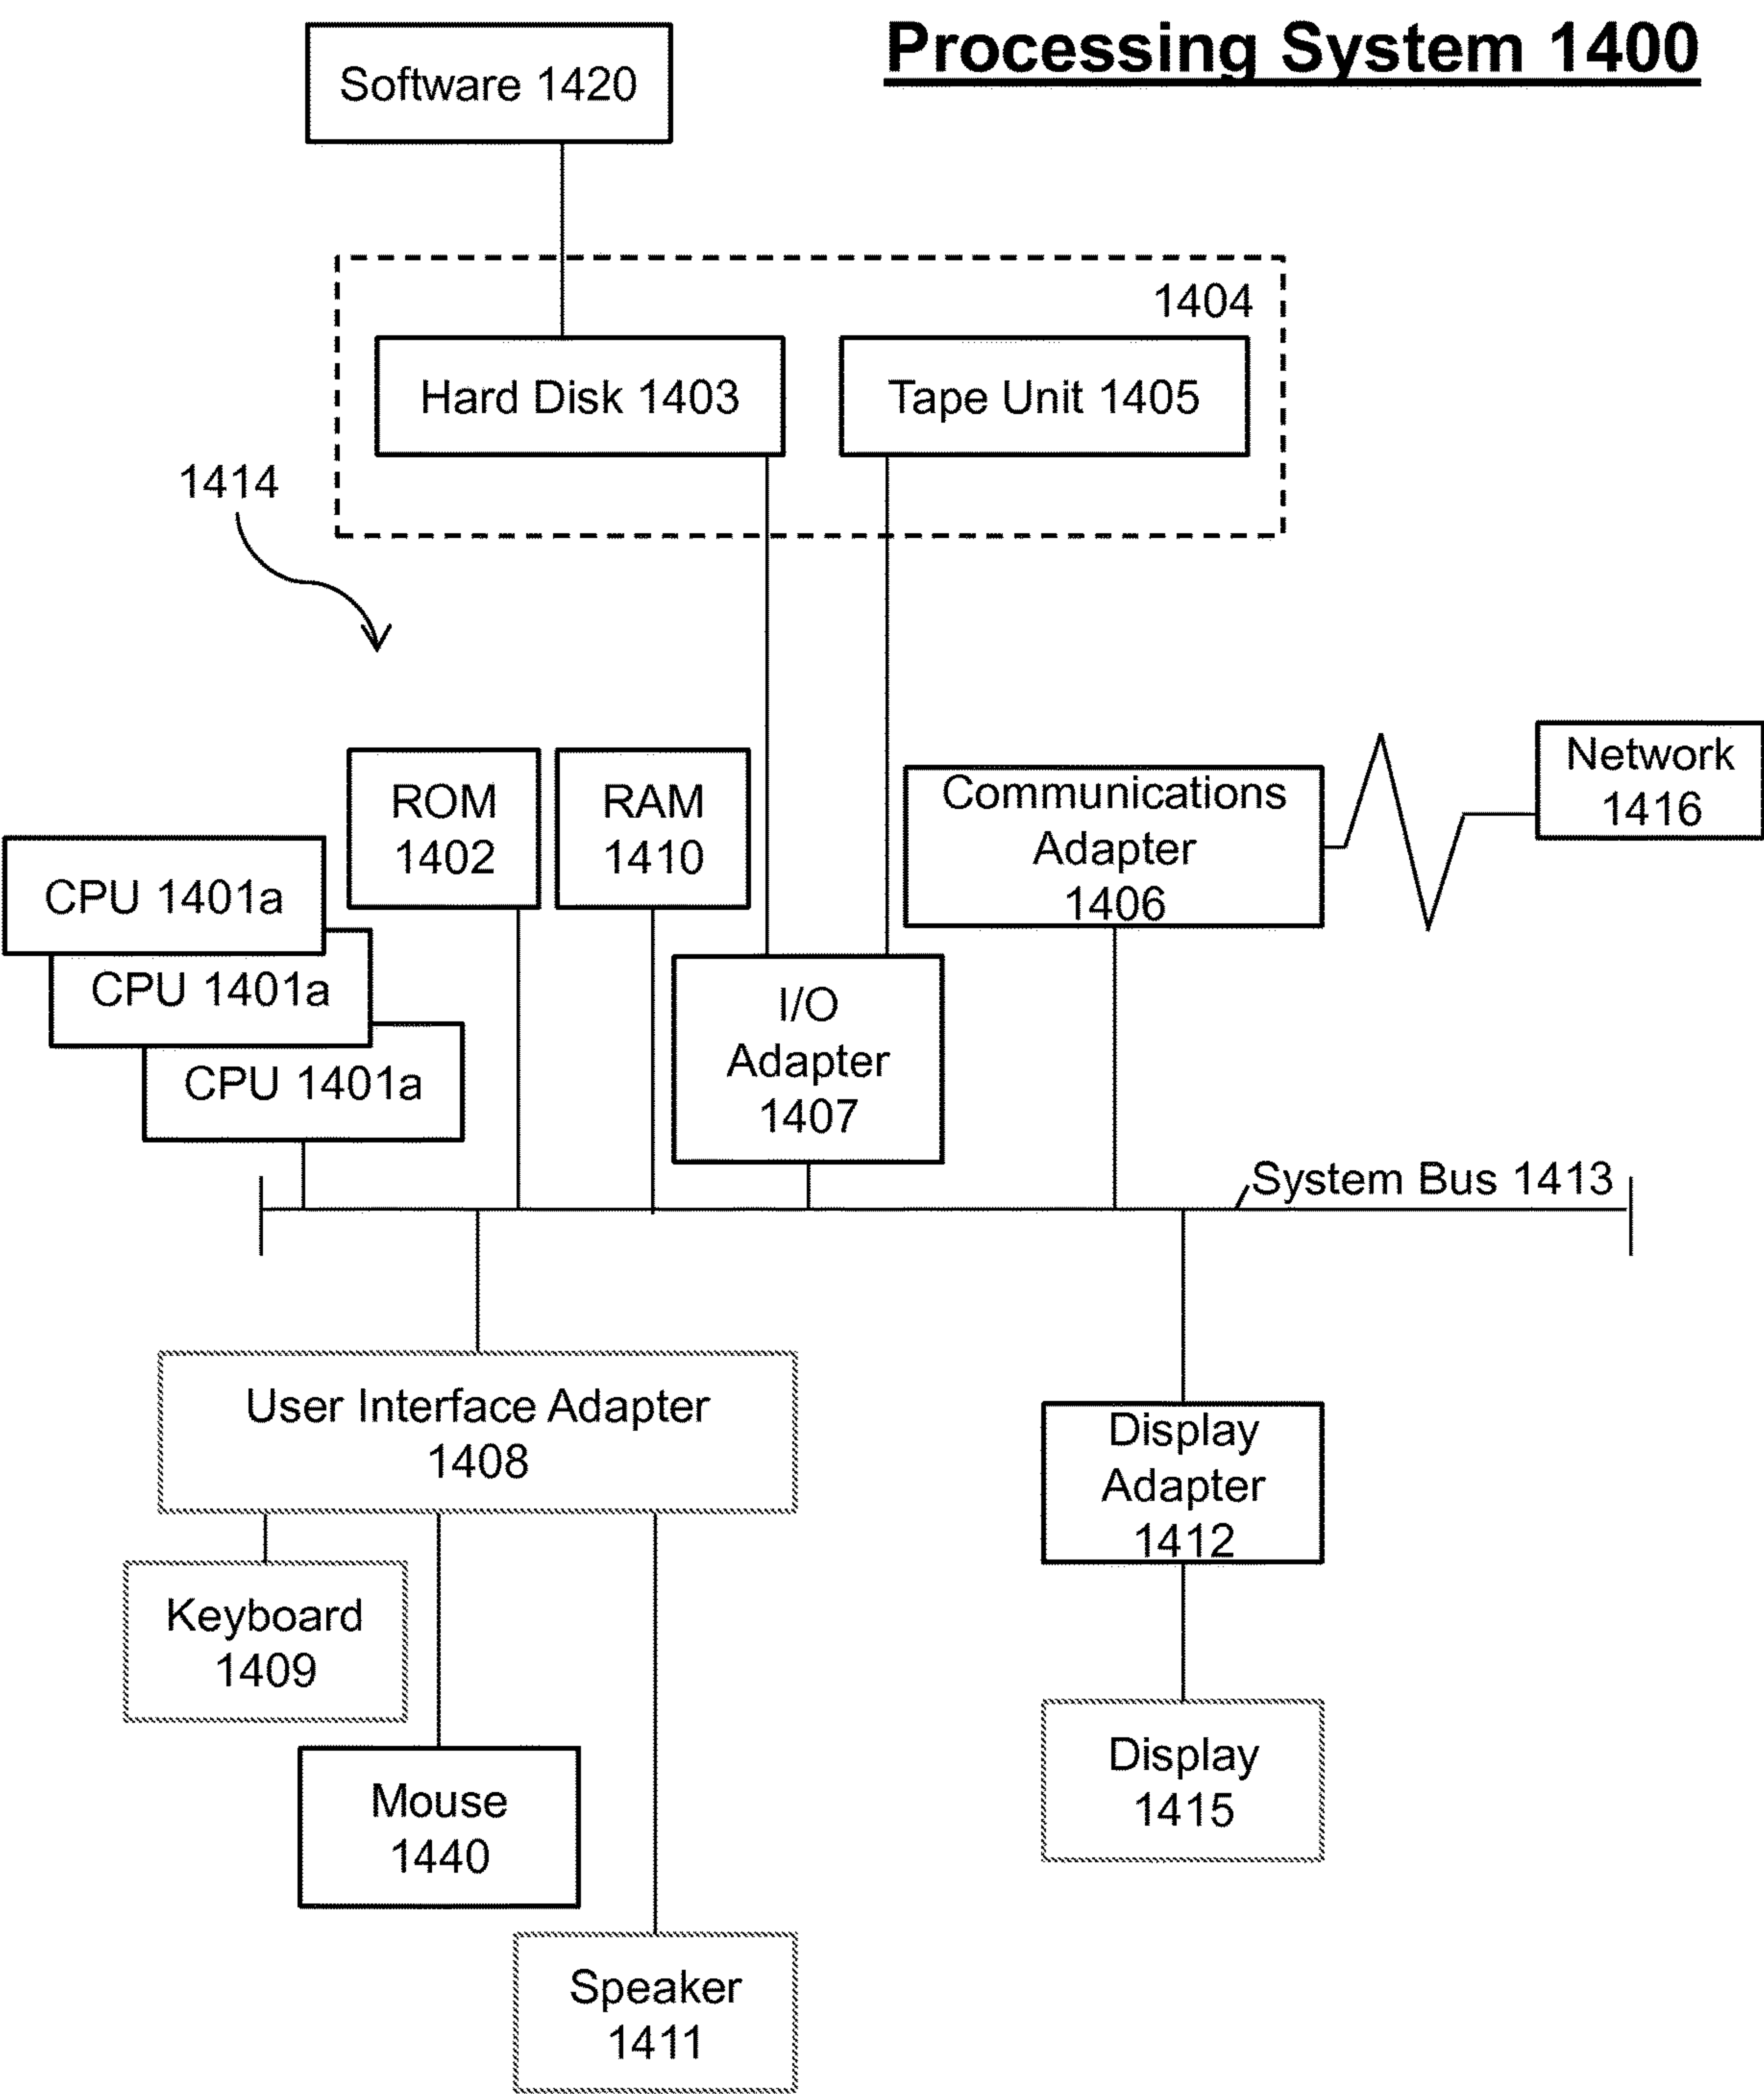 Processing System 1400
Software 1420
1404
Hard Disk 1403
Tape Unit 1405
1414
ROM
1402
RAM
1410
Communications
Adapter
1406
Network
1416
CPU 1401a
CPU 1401a
CPU 1401a
I/O
Adapter
1407
System Bus 1413
User Interface Adapter
1408
Display
Adapter
1412
Keyboard
1409
Mouse
1440
Display
1415
Speaker
1411